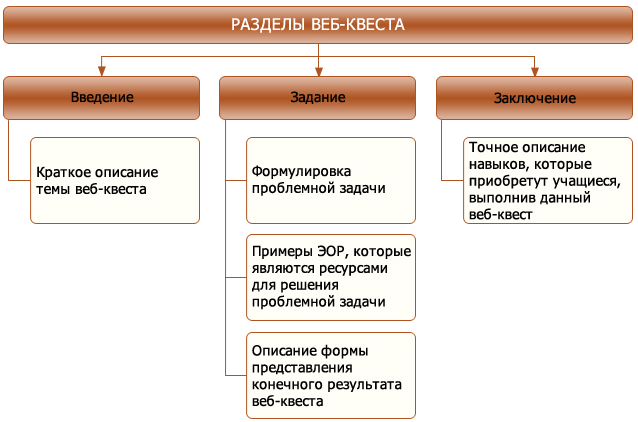 РАЗДЕЛЫ ВЕБ-КВЕСТА
Введение
Краткое описание
темы веб-квеста
Задание
Формулировка
проблемной задачи
Примеры ЭОР, которые
являются ресурсами
для решения
проблемной задачи
Описание формы
представления
конечного результата
веб-квеста
Заключение
Точное описание
навыков, которые
приобретут учащиеся,
выполнив данный
веб-квест